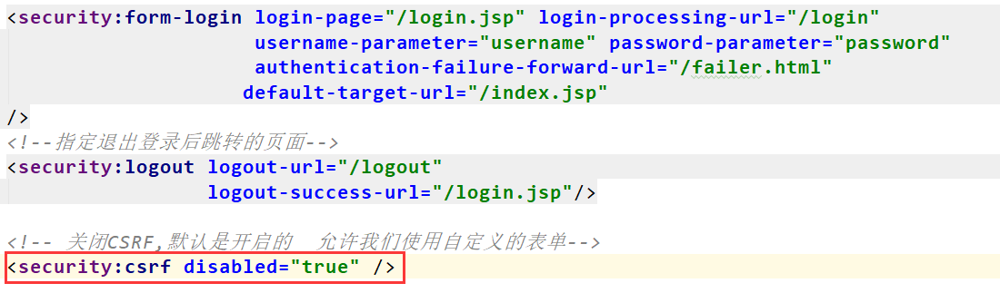 <security:form-login login-page="/login.jsp" login-processing-url="/login"
username-parameter="username" password-parameter="password"
authentication-failure-forward-url="/failer.html"
default-target-url="/index.jsp"
/>
<!--指定退出登录后跳转的页面-->
<security:logout logout-url="/logout"
logout-success-url="/login.jsp"/>
<!-- 关闭CSRF,默认是开启的  允许我们使用自定义的表单-->
<security:csrf disabled="true" />